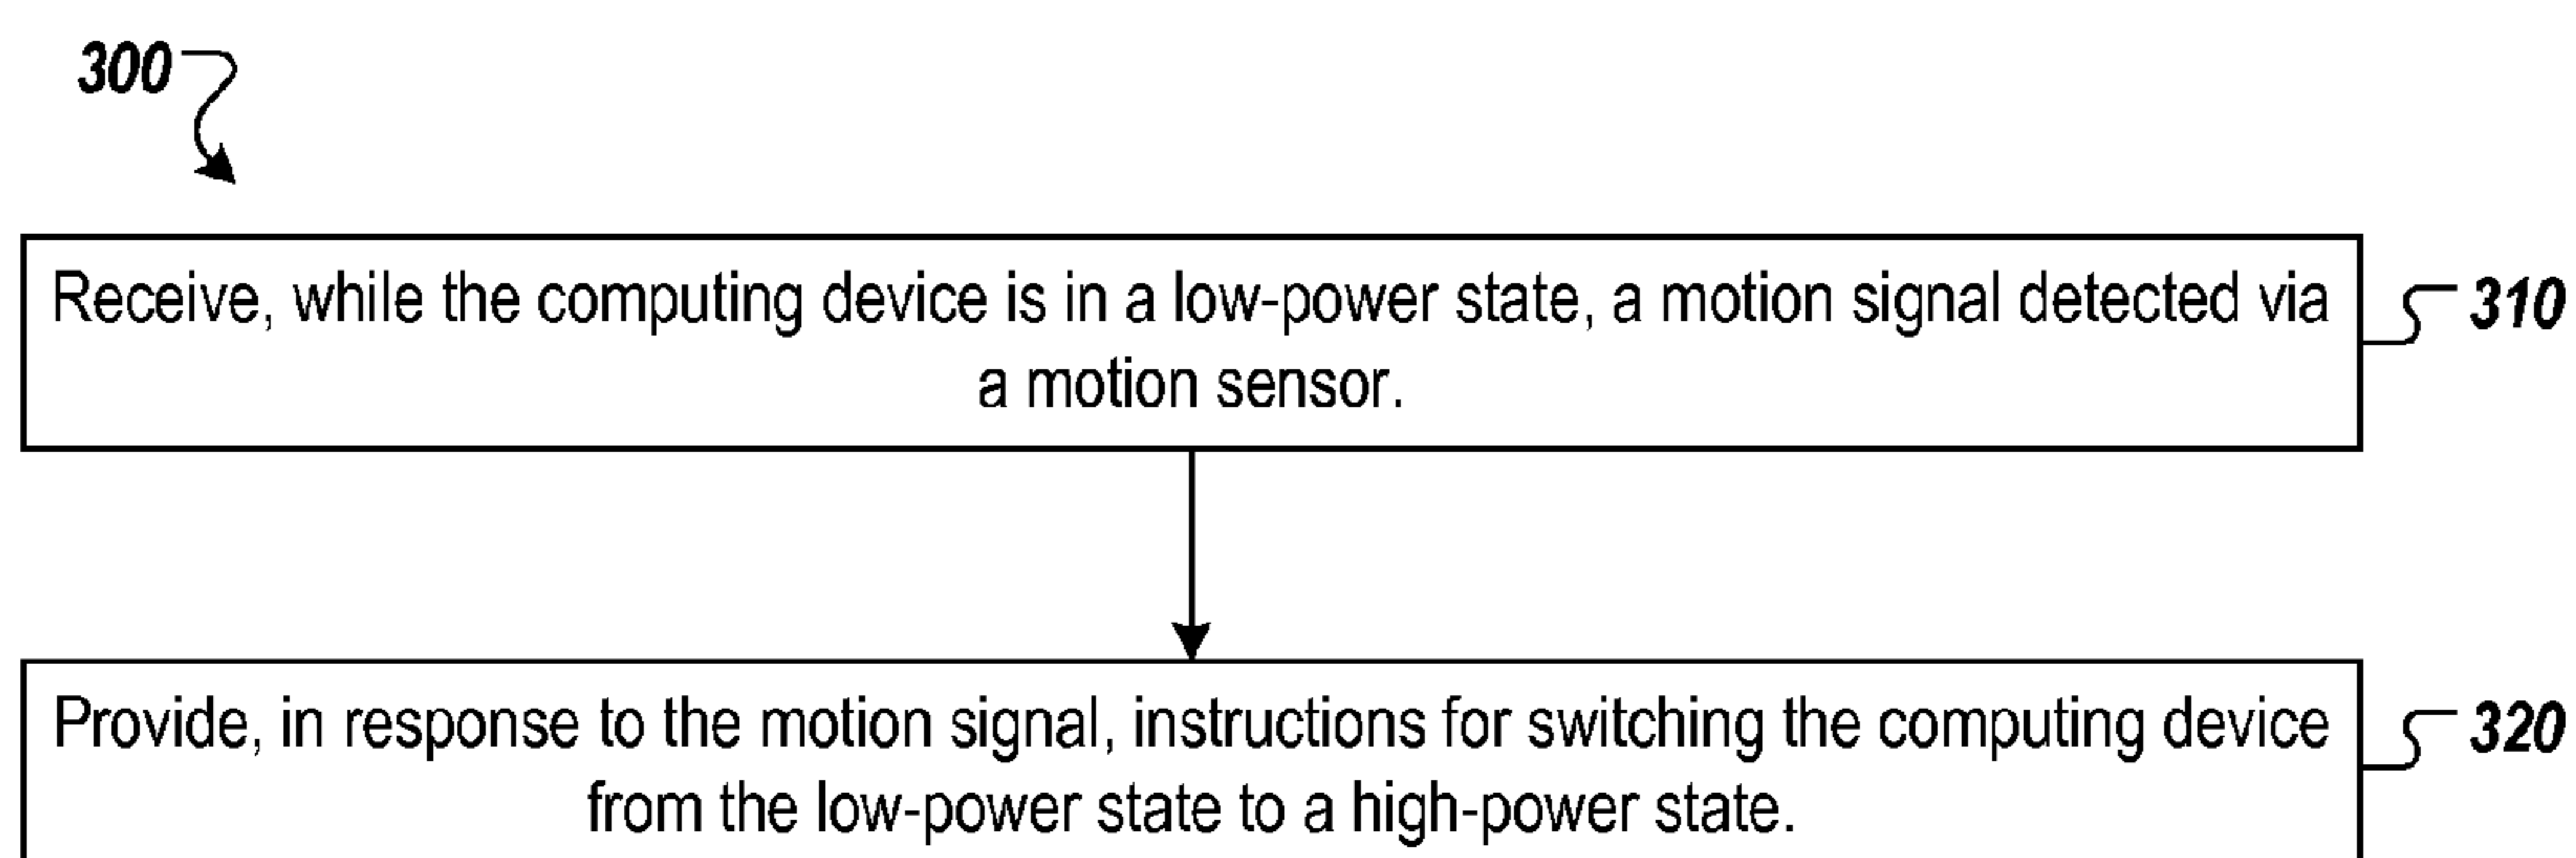 300
Receive, while the computing device is in a low-power state, a motion signal detected via
a motion sensor.
310
Provide, in response to the motion signal, instructions for switching the computing device
from the low-power state to a high-power state.
320